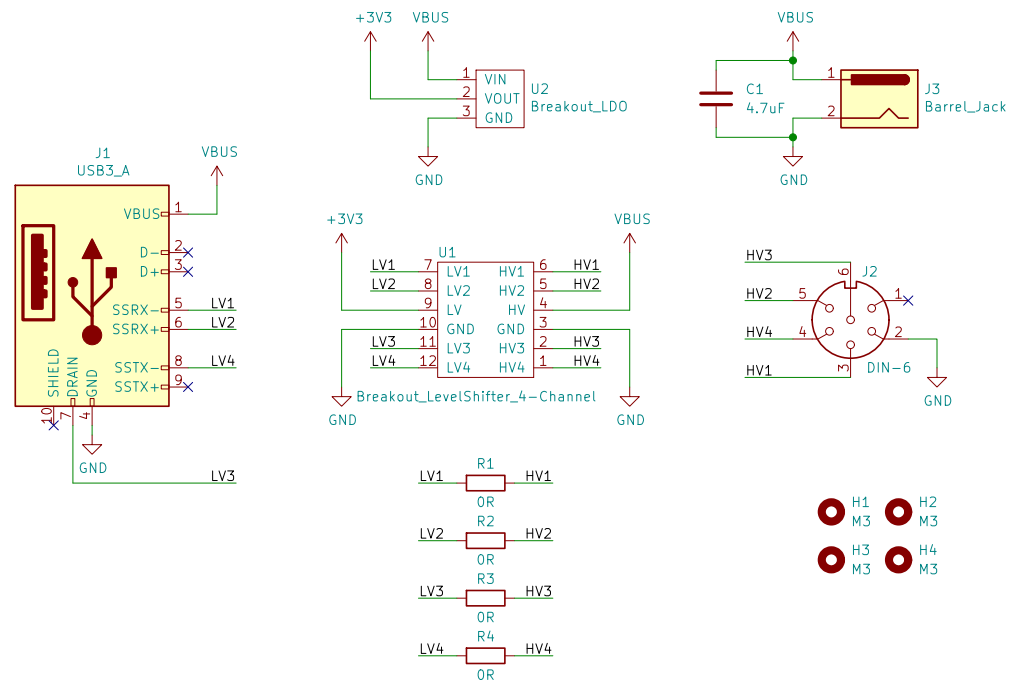 +3V3
VBUS
1 VIN
2 VOUT
3 GND
U2
Breakout_LDO
GND
VBUS
C1
4.7uF
1
2
J3
Barrel_Jack
GND
J1
USB3_A
VBUS
VBUS 1
D- 2
D+ 3
SSRX- 5 LV1
SSRX+ 6 LV2
SSTX- 8 LV4
SSTX+ 9
SHIELD
DRAIN
GND
10
7
4
GND
LV3
+3V3
VBUS
U1
LV1 7 LV1 HV1 6 HV1
LV2 8 LV2 HV2 5 HV2
9 LV HV 4
10 GND GND 3
LV3 11 LV3 HV3 2 HV3
LV4 12 LV4 HV4 1 HV4
Breakout_LevelShifter_4-Channel
GND
GND
HV3
6
J2
HV2 5
1
HV4 4
2
HV1
3
DIN-6
GND
R1
LV1 HV1
0R
R2
LV2 HV2
0R
R3
LV3 HV3
0R
R4
LV4 HV4
0R
H1
M3
H2
M3
H3
M3
H4
M3